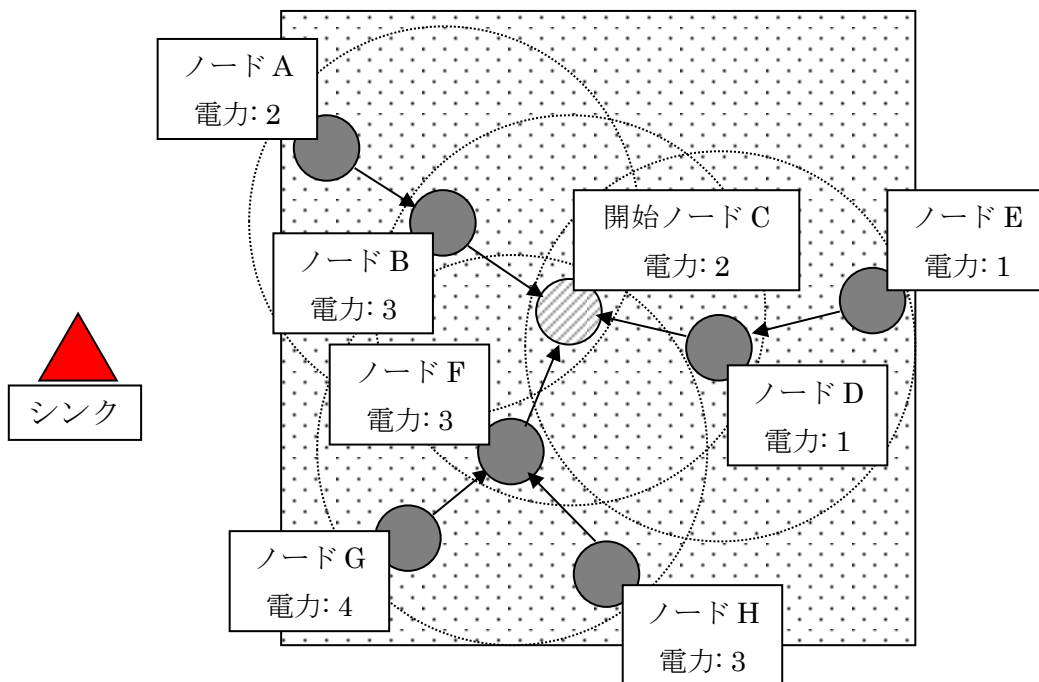 ノード A
電力: 2
開始ノード C
電力: 2
ノード E
電力: 1
ノード B
電力: 3
シンク
ノード F
電力: 3
ノード D
電力: 1
ノード G
電力: 4
ノード H
電力: 3